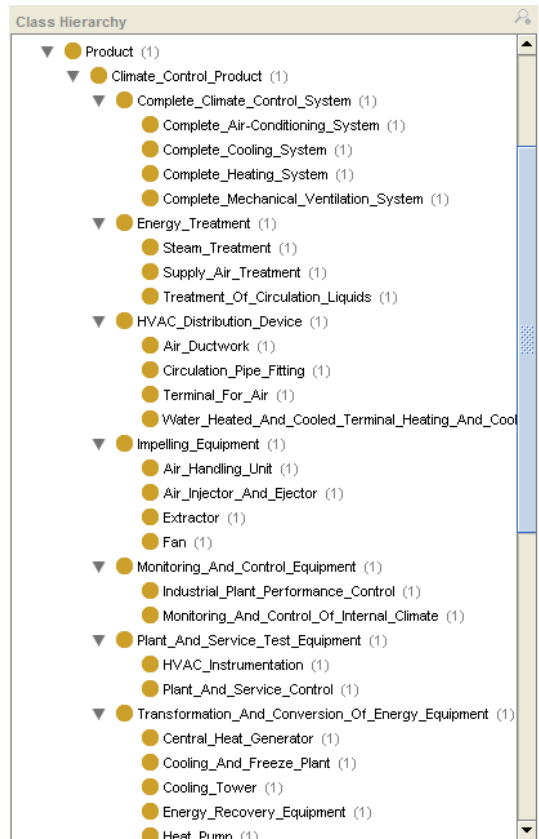 Class Hierarchy
Product (1)
Climate_Control_Product (1)
Complete_Climate_Control_System (1)
Complete_Air-Conditioning_System (1)
Complete_Cooling_System (1)
Complete_Heating_System (1)
Complete_Mechanical_Ventilation_System (1)
Energy_Treatment (1)
Steam_Treatment (1)
Supply_Air_Treatment (1)
Treatment_Of_Circulation_Liquids (1)
HVAC_Distribution_Device (1)
Air_Ductwork (1)
Circulation_Pipe_Fitting (1)
Terminal_For_Air (1)
Water_Heated_And_Cooled_Terminal_Heating_And_Cool
Impelling_Equipment (1)
Air_Handling_Unit (1)
Air_Injector_And_Ejector (1)
Extractor (1)
Fan (1)
Monitoring_And_Control_Equipment (1)
Industrial_Plant_Performance_Control (1)
Monitoring_And_Control_Of_Internal_Climate (1)
Plant_And_Service_Test_Equipment (1)
HVAC_Instrumentation (1)
Plant_And_Service_Control (1)
Transformation_And_Conversion_Of_Energy_Equipment (1)
Central_Heat_Generator (1)
Cooling_And_Freeze_Plant (1)
Cooling_Tower (1)
Energy_Recovery_Equipment (1)
Heat_Pump (1)